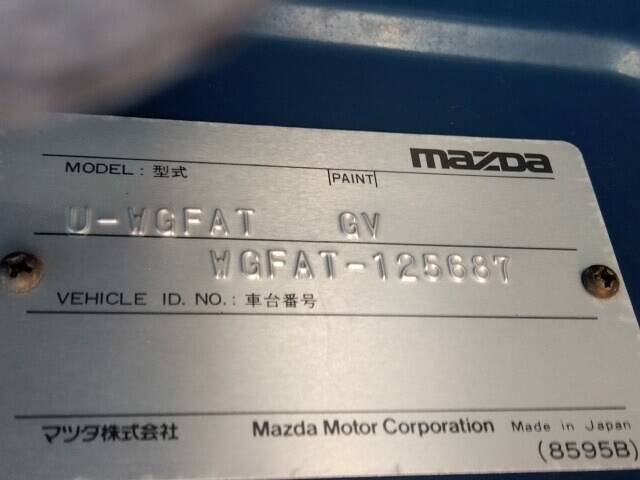 mazda
MODEL : 型式 PAINT
U-WGFAT GV
WGFAT-125687
VEHICLE ID. NO. : 車台番号
マツダ株式会社 Mazda Motor Corporation Made in Japan
(8595B)